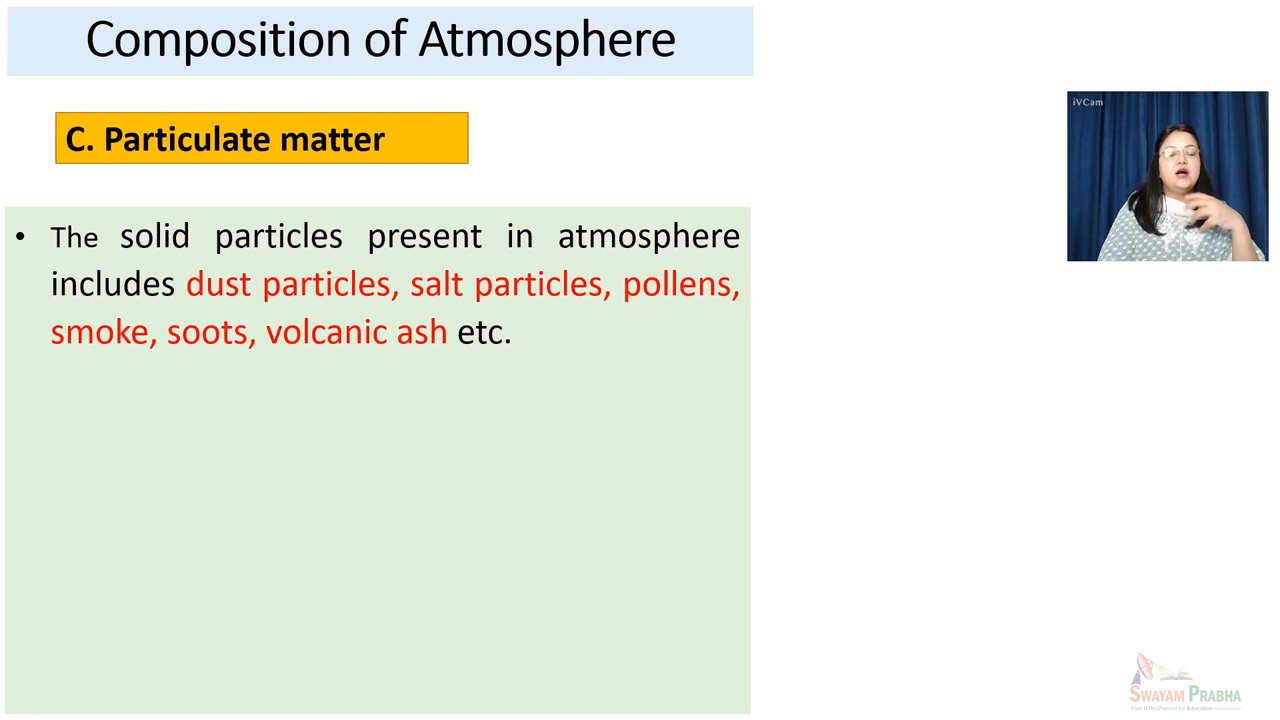 Composition of Atmosphere
iVCam
C. Particulate matter
• The solid particles present in atmosphere
includes dust particles, salt particles, pollens,
smoke, soots, volcanic ash etc.
SWAYAM PRABHA
Free DTH Channel for Education